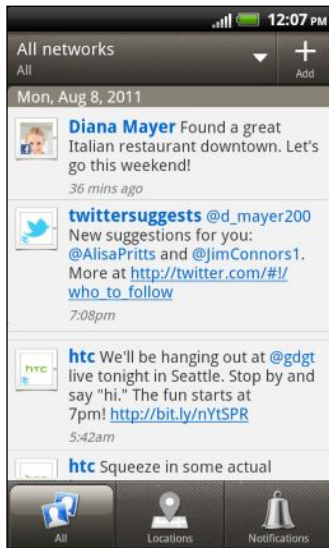 12:07 PM
All networks
All
Add
Mon, Aug 8, 2011
Diana Mayer Found a great
Italian restaurant downtown. Let's
go this weekend!
36 mins ago
twittersuggests @d_mayer200
New suggestions for you:
@AlisaPritts and @JimConnors1.
More at http://twitter.com/#!/
who_to_follow
7:08pm
htc
htc We'll be hanging out at @gdgt
live tonight in Seattle. Stop by and
say "hi." The fun starts at
7pm! http://bit.ly/nYtSPR
5:42am
htc
htc Squeeze in some actual
All
Locations
Notifications